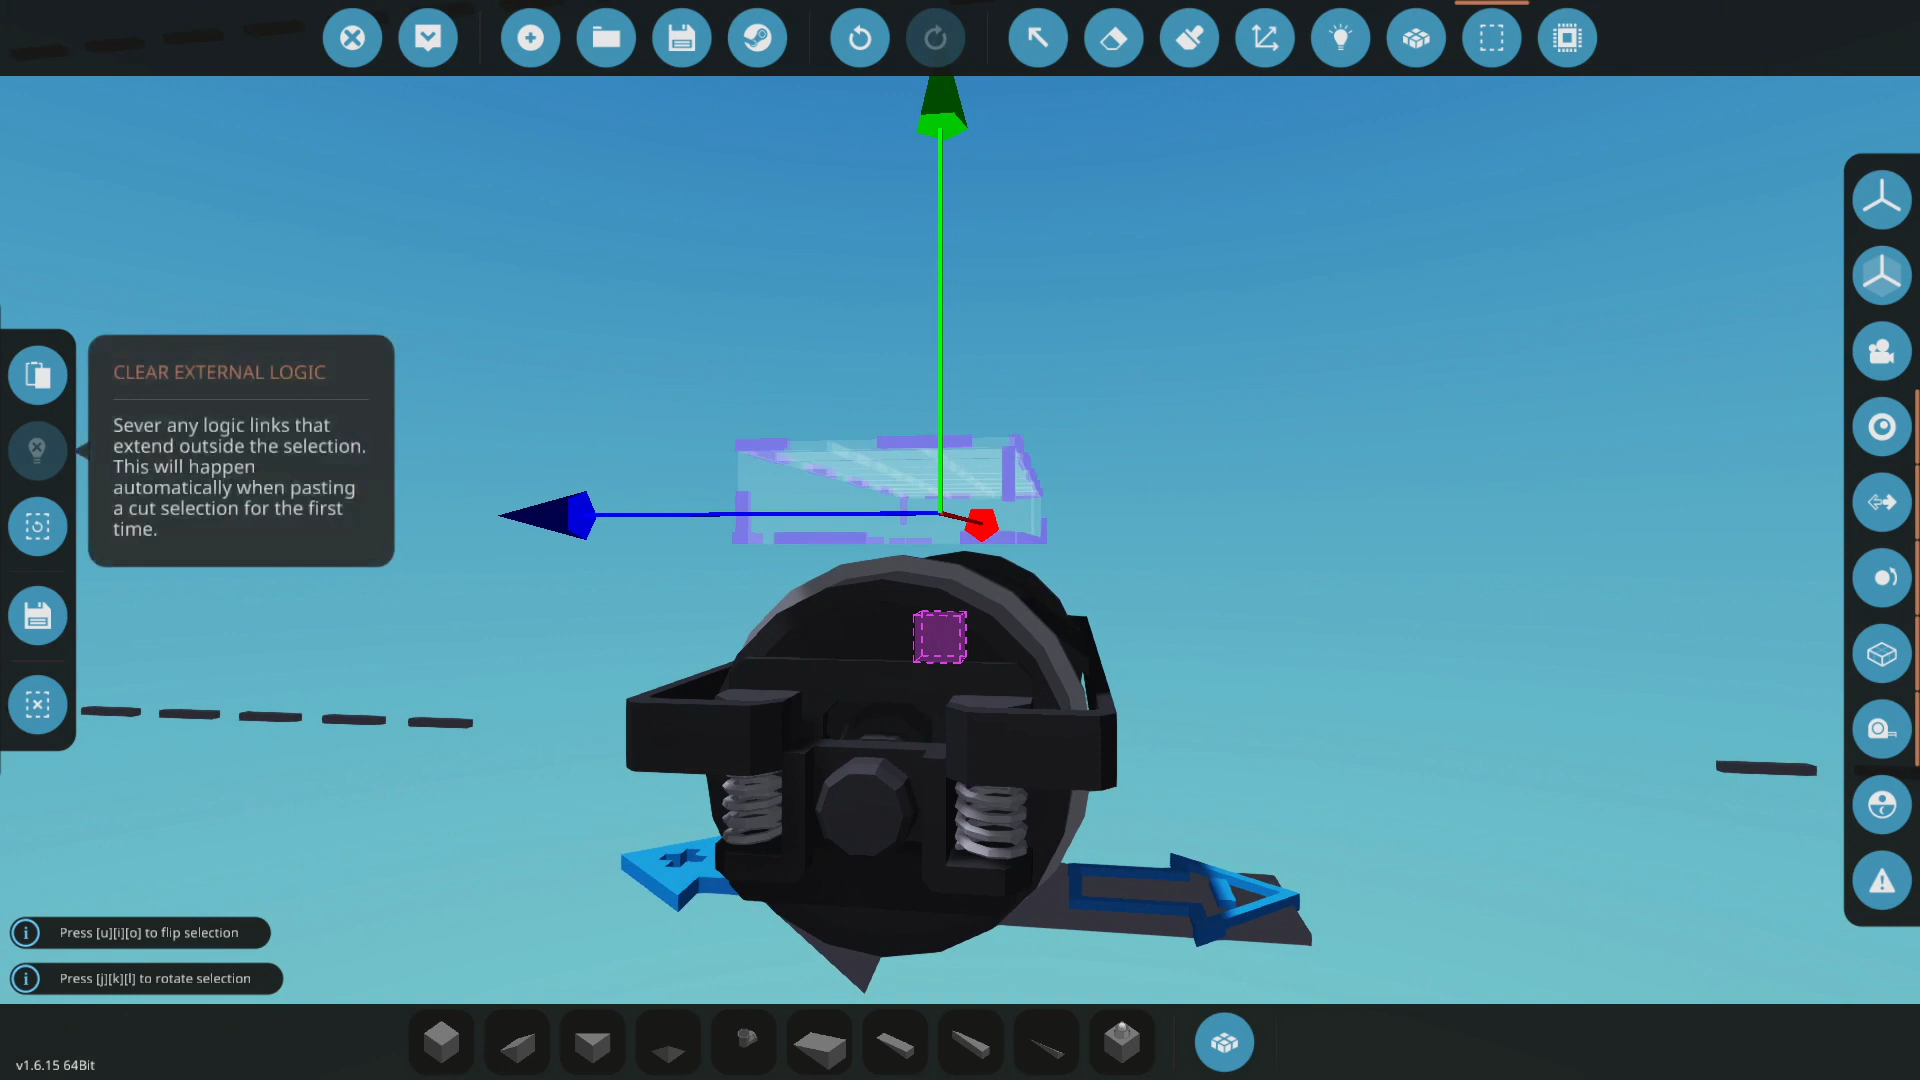 CLEAR EXTERNAL LOGIC
Sever any logic links that
extend outside the selection.
This will happen
automatically when pasting
a cut selection for the first
time.
Press [u][i][o] to flip selection
Press [j][k][l] to rotate selection
v1.6.15 64Bit